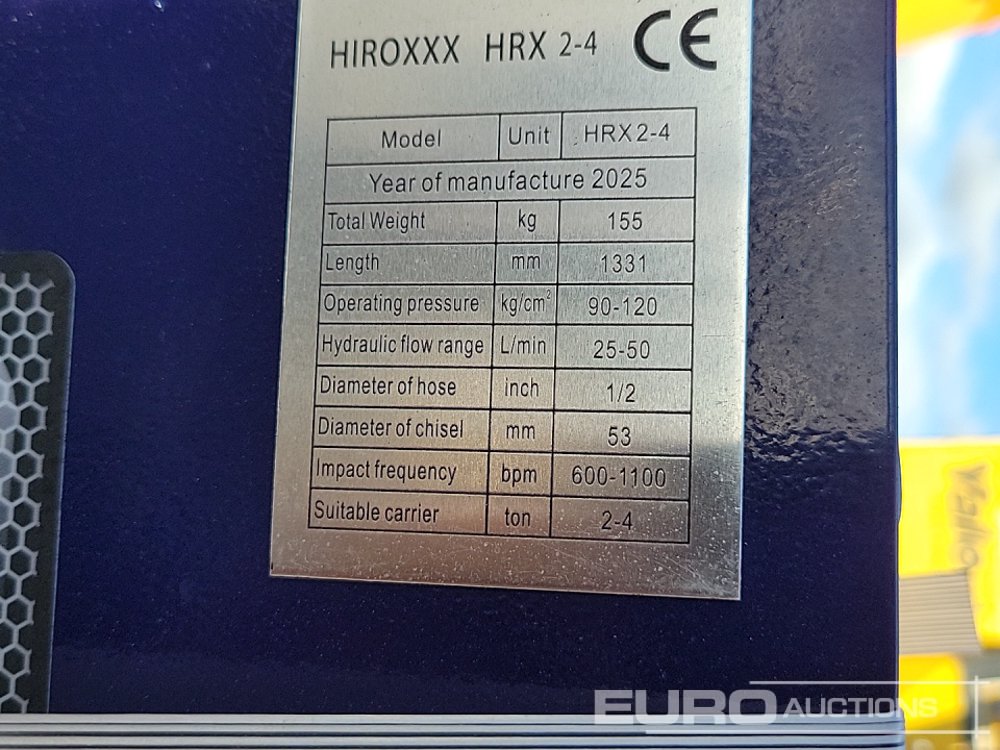 HIROXXX HRX 2-4 CE
Model Unit HRX2-4
Year of manufacture 2025
Total Weight kg 155
Length mm 1331
Operating pressure kg/cm² 90-120
Hydraulic flow range L/min 25-50
Diameter of hose inch 1/2
Diameter of chisel mm 53
Impact frequency bpm 600-1100
Suitable carrier ton 2-4
EURO AUCTIONS